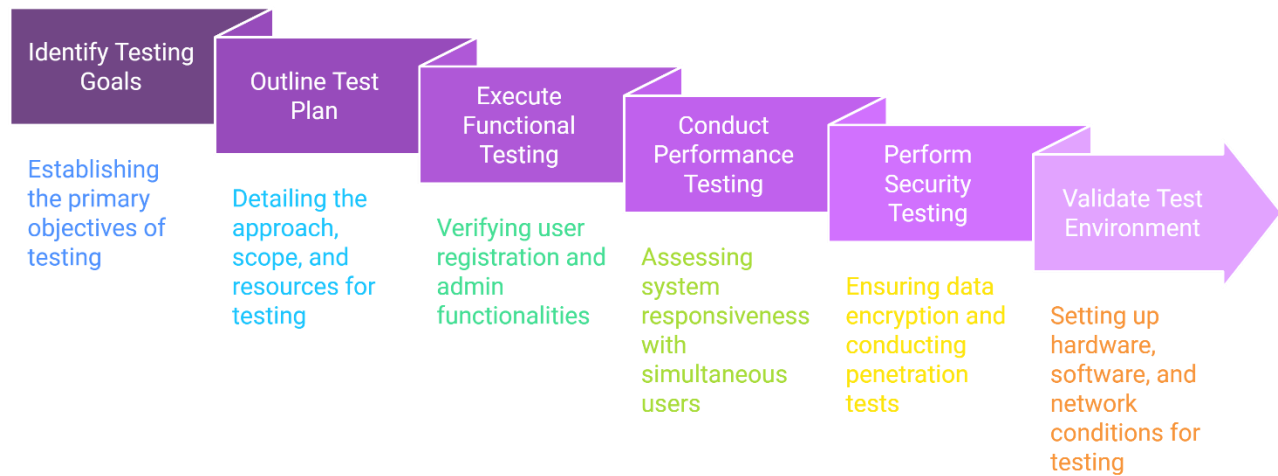 Identify Testing
Goals
Establishing
the primary
objectives of
testing
Outline Test
Plan
Detailing the
approach,
scope, and
resources for
testing
Execute
Functional
Testing
Verifying user
registration and
admin
functionalities
Conduct
Performance
Testing
Assessing
system
responsiveness
with
simultaneous
users
Perform
Security
Testing
Ensuring data
encryption and
conducting
penetration
tests
Validate Test
Environment
Setting up
hardware,
software, and
network
conditions for
testing